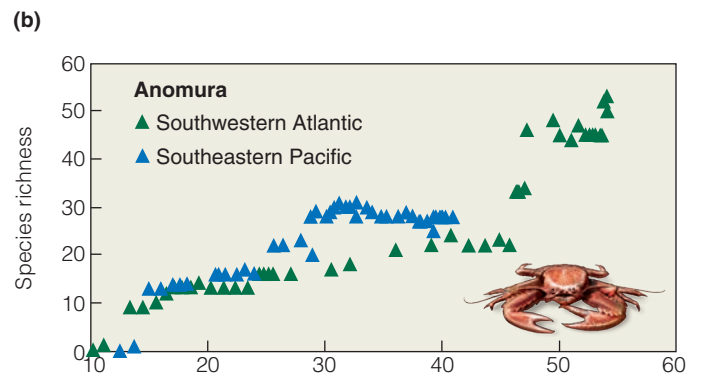 (b)
60
50
40
30
20
10
0
Species richness
Anomura
Southwestern Atlantic
Southeastern Pacific
10 20 30 40 50 60